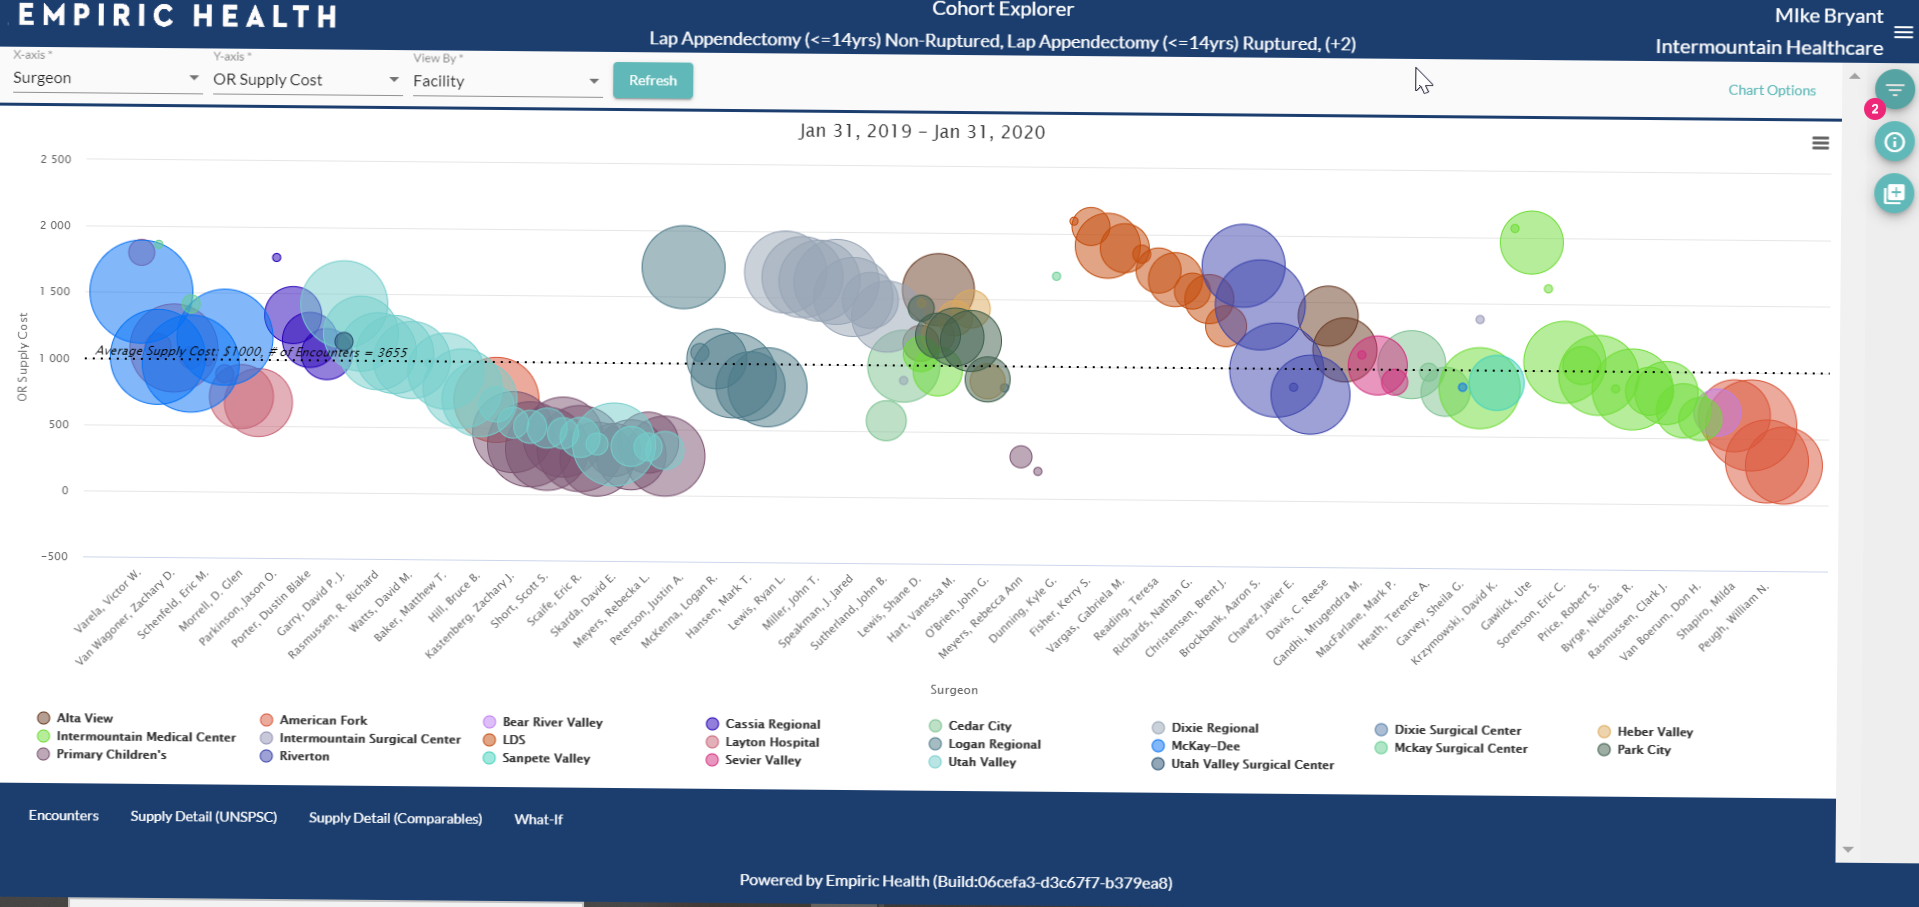 EMPIRIC HEALTH
Cohort Explorer
Lap Appendectomy (<=14yrs) Non-Ruptured, Lap Appendectomy (<=14yrs) Ruptured, (+2)
MIke Bryant
Intermountain Healthcare
X-axis *
Surgeon
Y-axis *
OR Supply Cost
View By *
Facility
Refresh
Chart Options
2
Jan 31, 2019 – Jan 31, 2020
OR Supply Cost
2 500
2 000
1 500
1 000
500
0
-500
Average Supply Cost: $1000, # of Encounters = 3655
Varela, Victor W.
Van Wagoner, Zachary D.
Schenfeld, Eric M.
Morrell, D. Glen
Parkinson, Jason O.
Porter, Dustin Blake
Garry, David P. J.
Rasmussen, R. Richard
Watts, David M.
Baker, Matthew T.
Hill, Bruce B.
Kastenberg, Zachary J.
Short, Scott S.
Scaife, Eric R.
Skarda, David E.
Meyers, Rebecka L.
Peterson, Justin A.
McKenna, Logan R.
Hansen, Mark T.
Lewis, Ryan L.
Miller, John T.
Speakman, J. Jared
Sutherland, John B.
Lewis, Shane D.
Hart, Vanessa M.
O'Brien, John G.
Meyers, Rebecca Ann
Dunning, Kyle G.
Fisher, Kerry S.
Vargas, Gabriela M.
Reading, Teresa
Richards, Nathan G.
Christensen, Brent J.
Brockbank, Aaron S.
Chavez, Javier E.
Davis, C. Reese
Gandhi, Mrugendra M.
MacFarlane, Mark P.
Heath, Terence A.
Garvey, Sheila G.
Krzymowski, David K.
Gawlick, Ute
Sorenson, Eric C.
Price, Robert S.
Byrge, Nickolas R.
Rasmussen, Clark J.
Van Boerum, Don H.
Shapiro, Milda
Peugh, William N.
Surgeon
Alta View
American Fork
Bear River Valley
Cassia Regional
Cedar City
Dixie Regional
Dixie Surgical Center
Heber Valley
Intermountain Medical Center
Intermountain Surgical Center
LDS
Layton Hospital
Logan Regional
McKay-Dee
Mckay Surgical Center
Park City
Primary Children's
Riverton
Sanpete Valley
Sevier Valley
Utah Valley
Utah Valley Surgical Center
Encounters
Supply Detail (UNSPSC)
Supply Detail (Comparables)
What-If
Powered by Empiric Health (Build:06cefa3-d3c67f7-b379ea8)